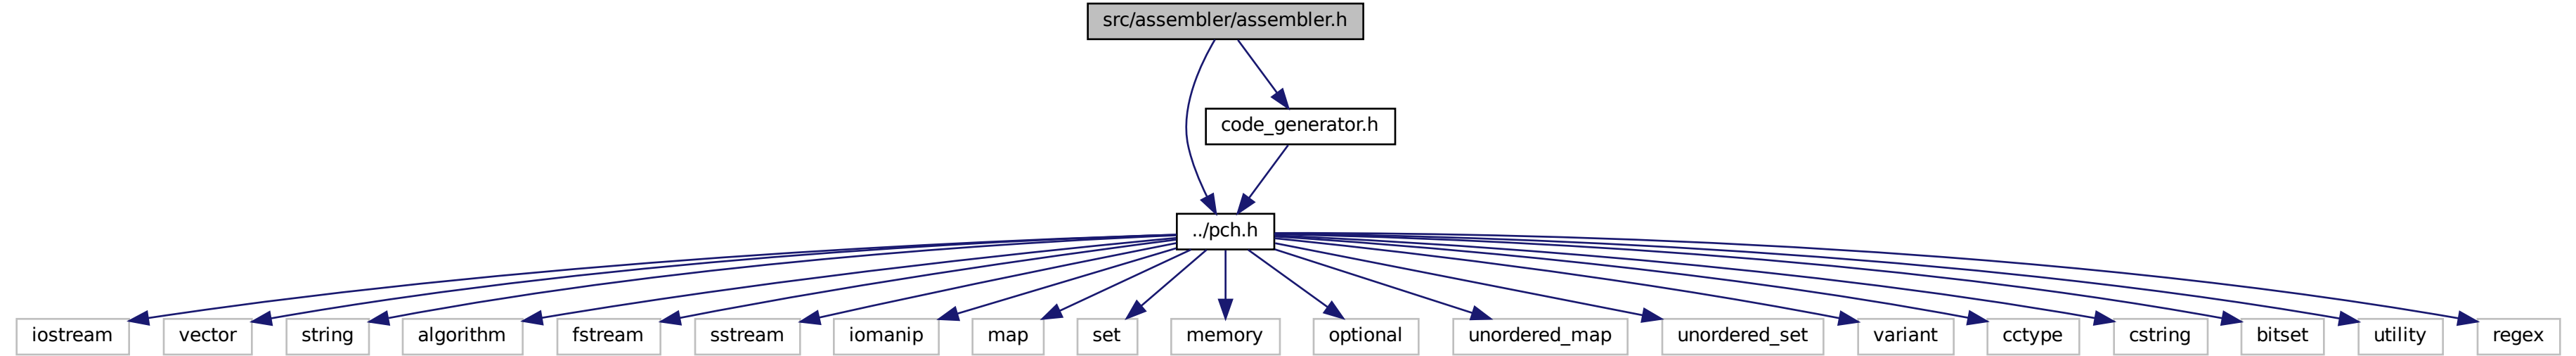 src/assembler/assembler.h
code_generator.h
../pch.h
iostream
vector
string
algorithm
fstream
sstream
iomanip
map
set
memory
optional
unordered_map
unordered_set
variant
cctype
cstring
bitset
utility
regex